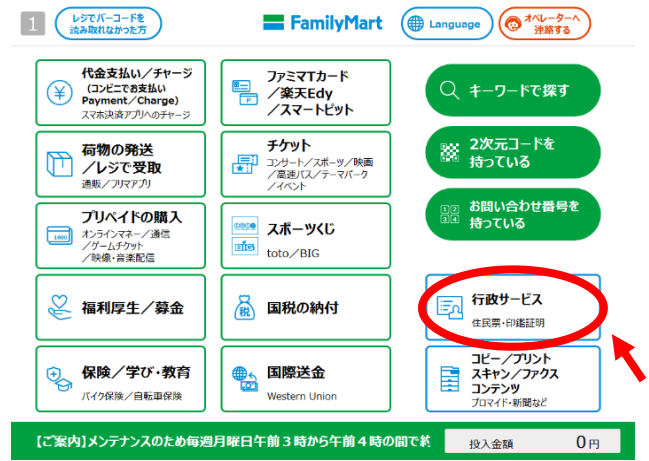 1
レジでバーコードを
読み取れなかった方
FamilyMart
Language
オペレーターへ
連絡する
代金支払い／チャージ
（コンビニでお支払い
Payment／Charge）
スマホ決済アプリへのチャージ
ファミマTカード
／楽天Edy
／スマートピット
キーワードで探す
荷物の発送
／レジで受取
通販／フリマアプリ
チケット
コンサート／スポーツ／映画
／高速バス／テーマパーク
／イベント
2次元コードを
持っている
プリペイドの購入
オンラインマネー／通信
／ゲームチケット
／映像・音楽配信
スポーツくじ
toto／BIG
お問い合わせ番号を
持っている
福利厚生／募金
国税の納付
行政サービス
住民票・印鑑証明
保険／学び・教育
バイク保険／自転車保険
国際送金
Western Union
コピー／プリント
スキャン／ファクス
コンテンツ
ブロマイド・新聞など
【ご案内】メンテナンスのため毎週月曜日午前３時から午前４時の間で約
投入金額 0円